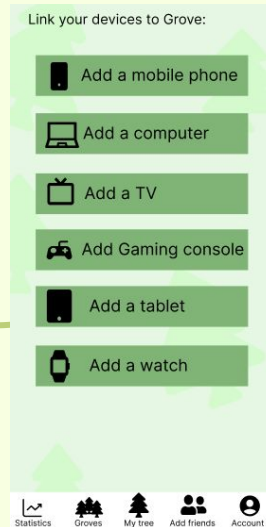 Link your devices to Grove:
Add a mobile phone
Add a computer
Add a TV
Add Gaming console
Add a tablet
Add a watch
Statistics Groves My tree Add friends Account